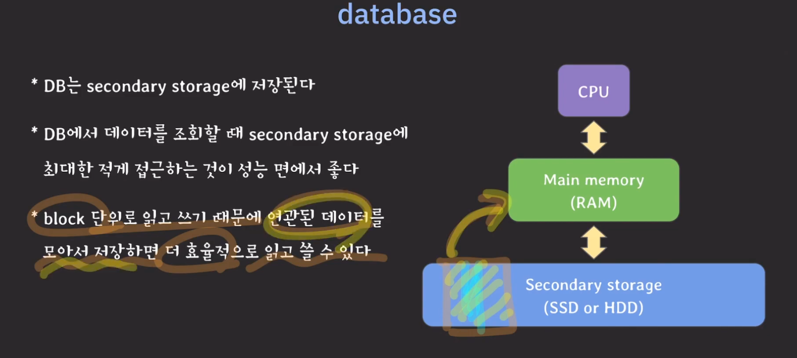 database
* DB는 secondary storage에 저장된다
* DB에서 데이터를 조회할 때 secondary storage에
최대한 적게 접근하는 것이 성능 면에서 좋다
* block 단위로 읽고 쓰기 때문에 연관된 데이터를
모아서 저장하면 더 효율적으로 읽고 쓸 수 있다
CPU
Main memory
(RAM)
Secondary storage
(SSD or HDD)